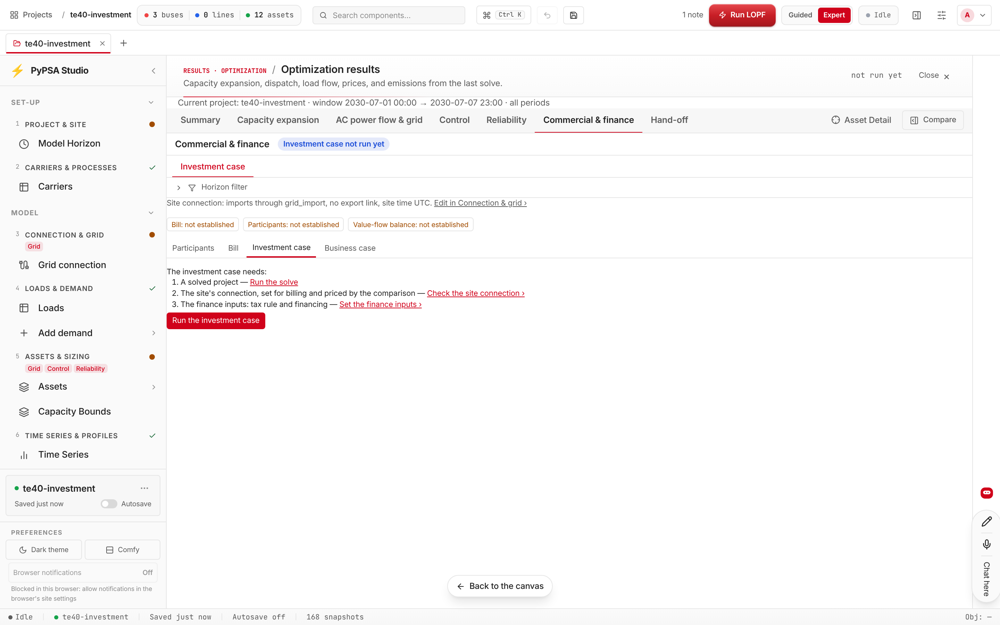 Projects / te40-investment
3 buses 0 lines 12 assets
Search components...
⌘ Ctrl K
1 note
Run LOPF
Guided Expert
Idle
A
te40-investment
PyPSA Studio
SET-UP
1 PROJECT & SITE
Model Horizon
2 CARRIERS & PROCESSES
Carriers
MODEL
3 CONNECTION & GRID
Grid
Grid connection
4 LOADS & DEMAND
Loads
Add demand
5 ASSETS & SIZING
Grid Control Reliability
Assets
Capacity Bounds
6 TIME SERIES & PROFILES
Time Series
te40-investment
Saved just now
Autosave
PREFERENCES
Dark theme
Comfy
Browser notifications Off
Blocked in this browser: allow notifications in the
browser's site settings
RESULTS · OPTIMIZATION / Optimization results
Capacity expansion, dispatch, load flow, prices, and emissions from the last solve.
not run yet
Close
Current project: te40-investment · window 2030-07-01 00:00 → 2030-07-07 23:00 · all periods
Summary Capacity expansion AC power flow & grid Control Reliability Commercial & finance Hand-off
Asset Detail
Compare
Commercial & finance
Investment case not run yet
Investment case
Horizon filter
Site connection: imports through grid_import, no export link, site time UTC. Edit in Connection & grid ›
Bill: not established
Participants: not established
Value-flow balance: not established
Participants Bill Investment case Business case
The investment case needs:
1. A solved project — Run the solve
2. The site's connection, set for billing and priced by the comparison — Check the site connection ›
3. The finance inputs: tax rule and financing — Set the finance inputs ›
Run the investment case
← Back to the canvas
Chat here
Idle te40-investment Saved just now Autosave off 168 snapshots
Obj: —